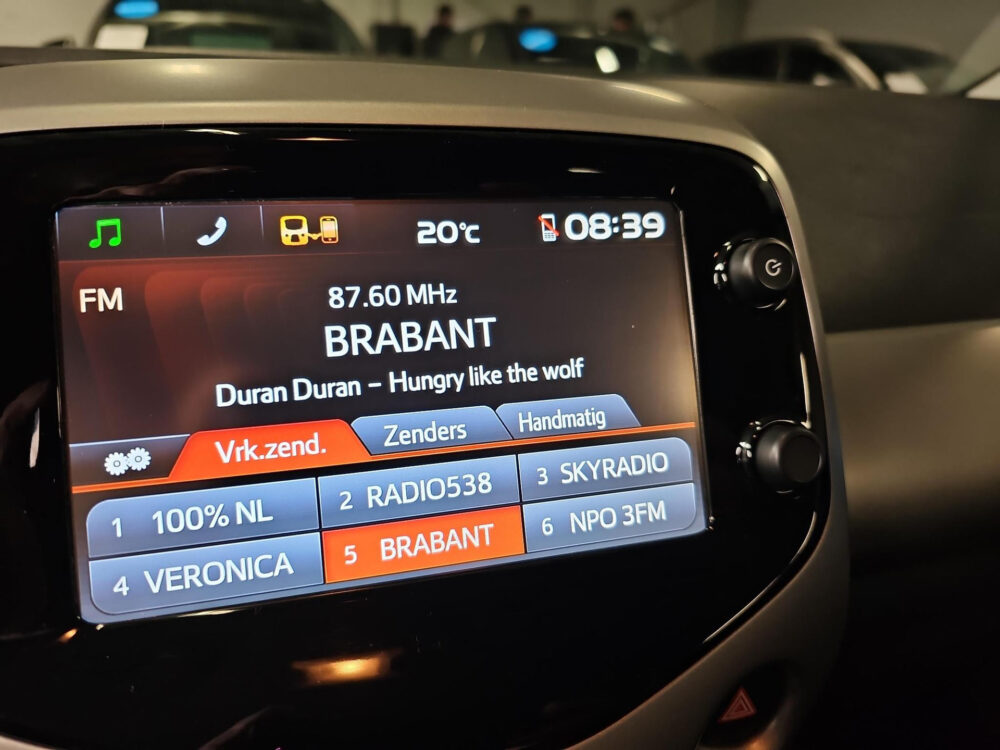 20°C
08:39
FM
87.60 MHz
BRABANT
Duran Duran – Hungry like the wolf
Vrk.zend.
Zenders
Handmatig
1 100% NL
2 RADIO538
3 SKYRADIO
4 VERONICA
5 BRABANT
6 NPO 3FM